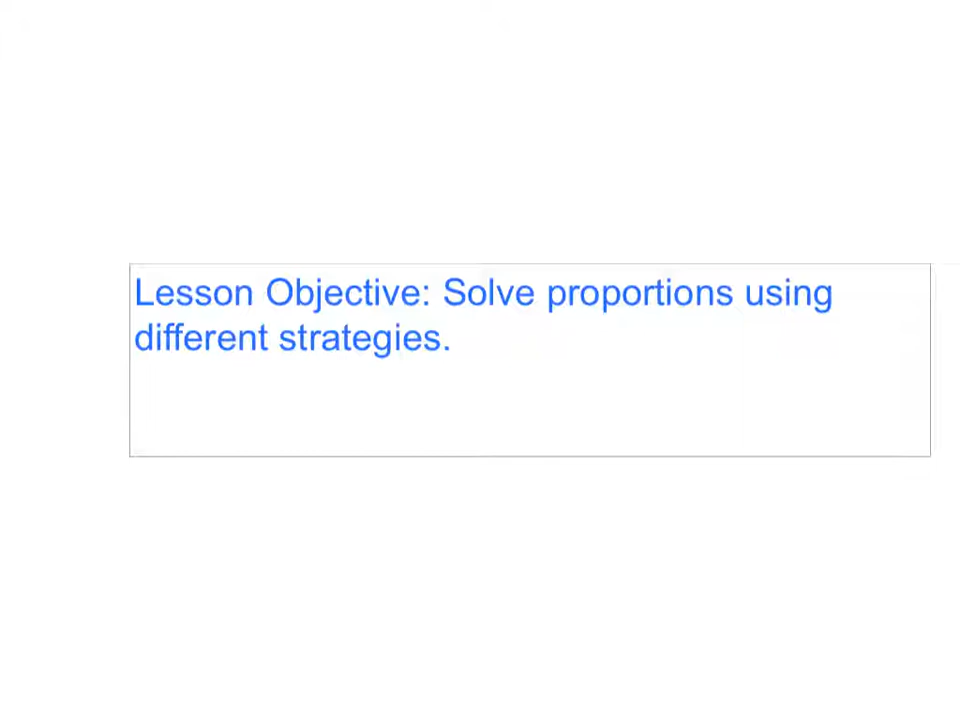 Lesson Objective: Solve proportions using
different strategies.